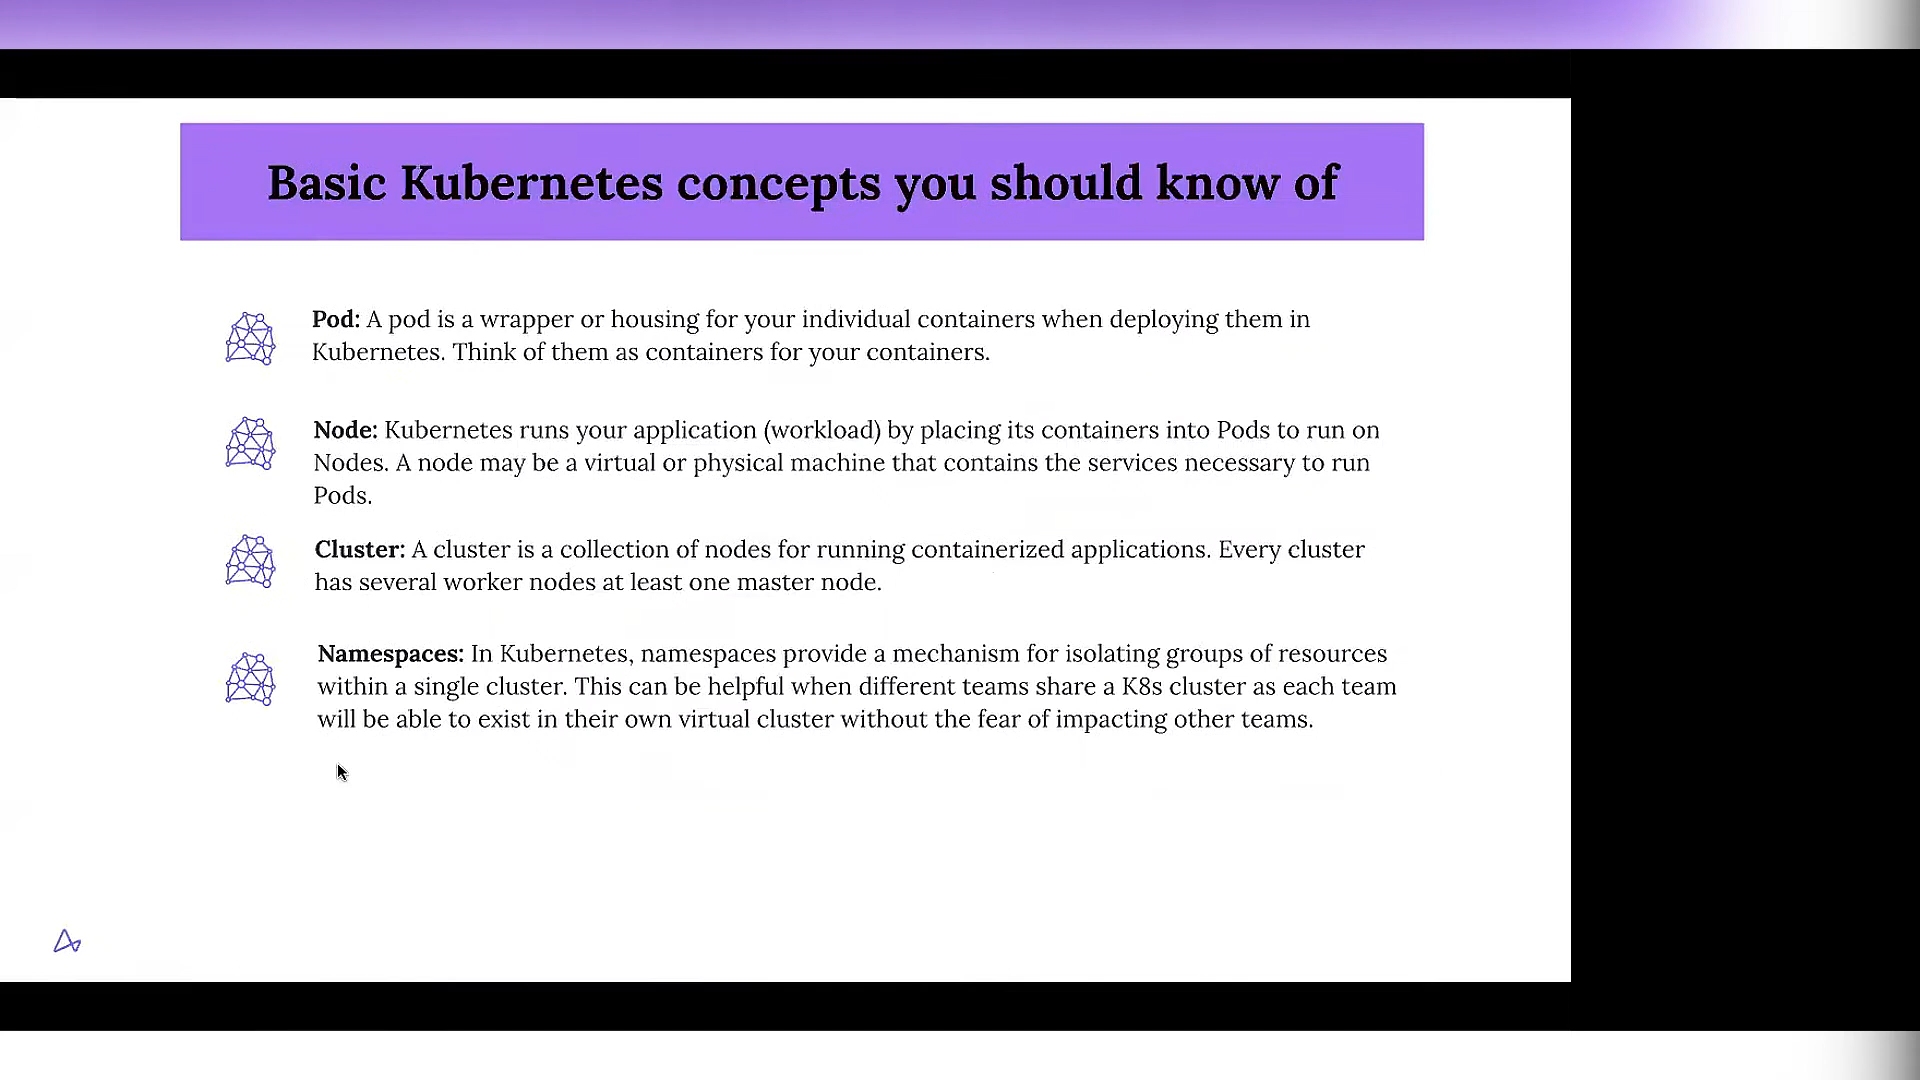 Basic Kubernetes concepts you should know of
Pod: A pod is a wrapper or housing for your individual containers when deploying them in
Kubernetes. Think of them as containers for your containers.
Node: Kubernetes runs your application (workload) by placing its containers into Pods to run on
Nodes. A node may be a virtual or physical machine that contains the services necessary to run
Pods.
Cluster: A cluster is a collection of nodes for running containerized applications. Every cluster
has several worker nodes at least one master node.
Namespaces: In Kubernetes, namespaces provide a mechanism for isolating groups of resources
within a single cluster. This can be helpful when different teams share a K8s cluster as each team
will be able to exist in their own virtual cluster without the fear of impacting other teams.